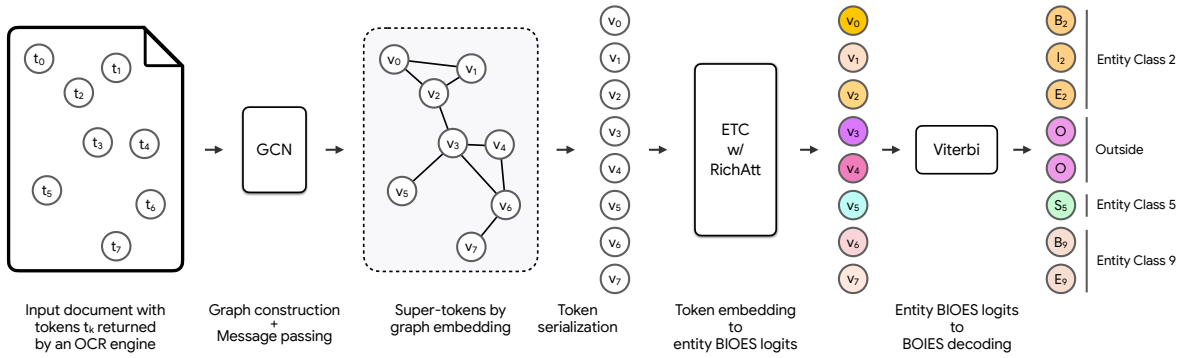 t0
t1
t2
t3
t4
t5
t6
t7
Input document with
tokens tk returned
by an OCR engine
GCN
Graph construction
+
Message passing
v0
v1
v2
v3
v4
v5
v6
v7
Super-tokens by
graph embedding
v0
v1
v2
v3
v4
v5
v6
v7
Token
serialization
ETC
w/
RichAtt
Token embedding
to
entity BIOES logits
v0
v1
v2
v3
v4
v5
v6
v7
Viterbi
Entity BIOES logits
to
BOIES decoding
B2
I2
E2
O
O
S5
B9
E9
Entity Class 2
Outside
Entity Class 5
Entity Class 9